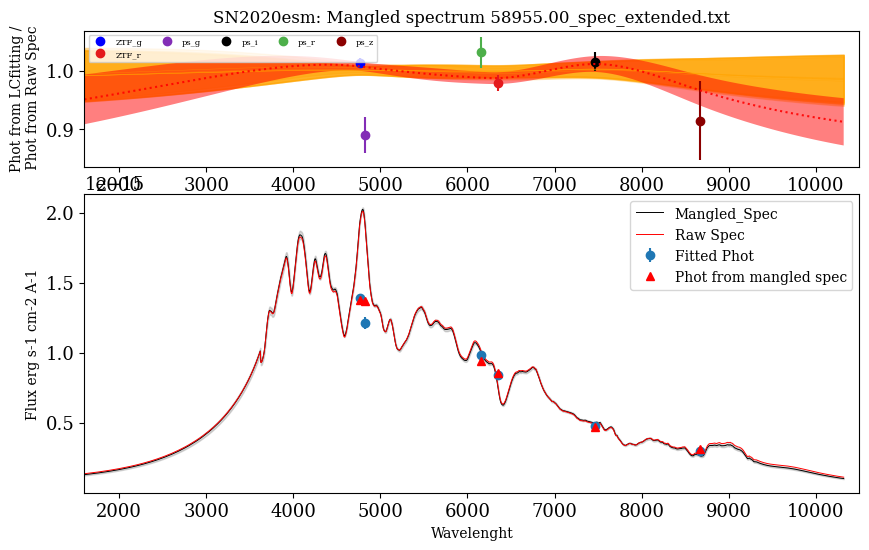 SN2020esm: Mangled spectrum 58955.00_spec_extended.txt
Phot from LCfitting /
Phot from Raw Spec
1.0
0.9
ZTF_g
ZTF_r
ps_g
ps_i
ps_r
ps_z
2000 3000 4000 5000 6000 7000 8000 9000 10000
1e−15
Flux erg s-1 cm-2 A-1
2.0
1.5
1.0
0.5
Mangled_Spec
Raw Spec
Fitted Phot
Phot from mangled spec
2000 3000 4000 5000 6000 7000 8000 9000 10000
Wavelenght